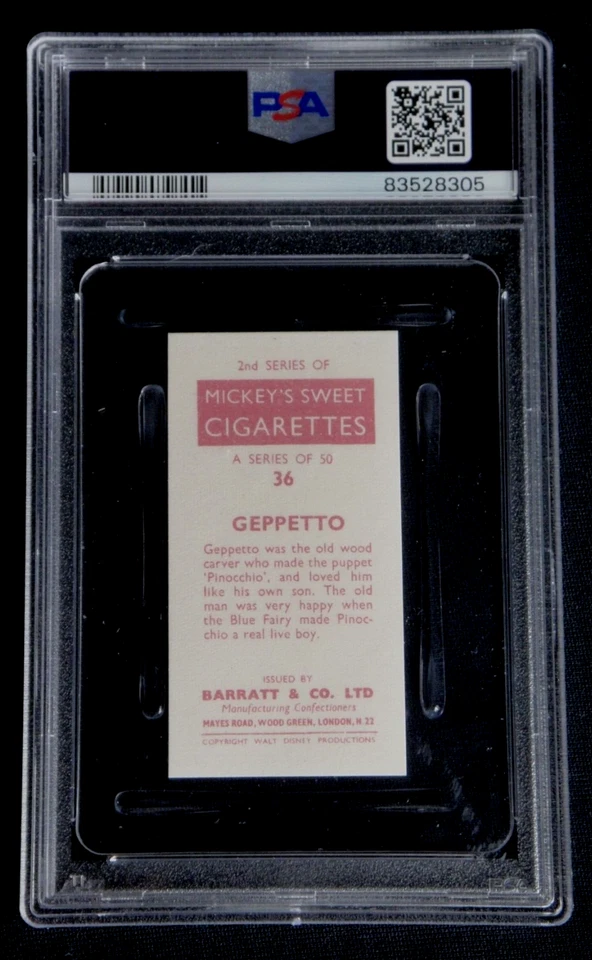 PSA
83528305
2nd SERIES OF
MICKEY'S SWEET
CIGARETTES
A SERIES OF 50
36
GEPPETTO
Geppetto was the old wood
carver who made the puppet
'Pinocchio', and loved him
like his own son. The old
man was very happy when
the Blue Fairy made Pinoc-
chio a real live boy.
ISSUED BY
BARRATT & CO. LTD
Manufacturing Confectioners
MAYES ROAD, WOOD GREEN, LONDON, N.22
COPYRIGHT WALT DISNEY PRODUCTIONS